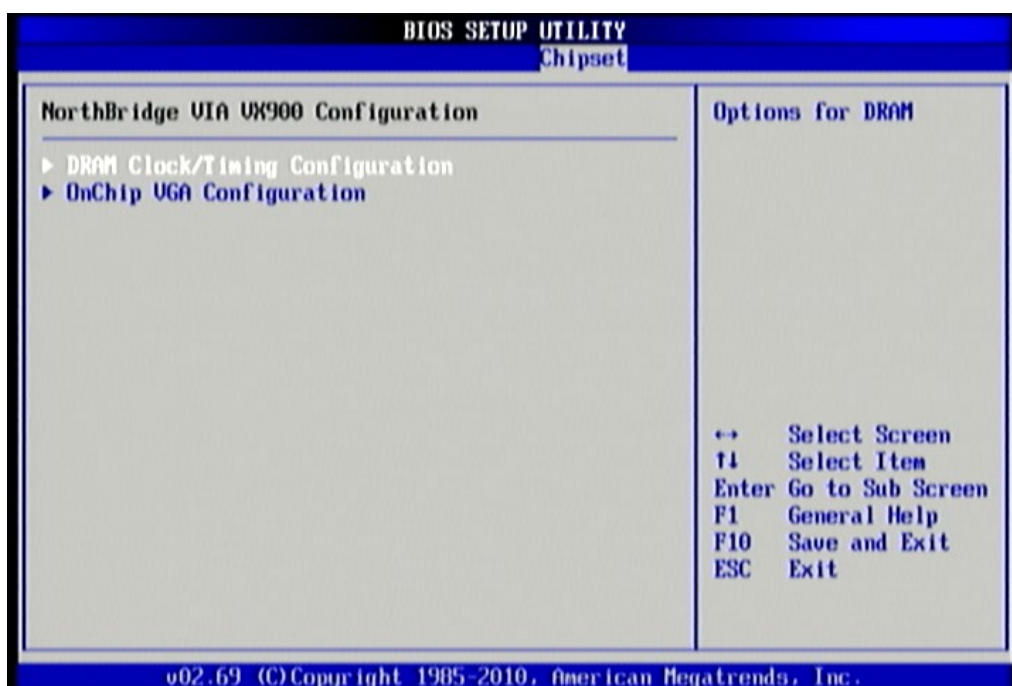 BIOS SETUP UTILITY
Chipset
NorthBridge VIA VX900 Configuration
▶ DRAM Clock/Timing Configuration
▶ OnChip VGA Configuration
Options for DRAM
↔ Select Screen
↑↓ Select Item
Enter Go to Sub Screen
F1 General Help
F10 Save and Exit
ESC Exit
v02.69 (C)Copyright 1985-2010, American Megatrends, Inc.